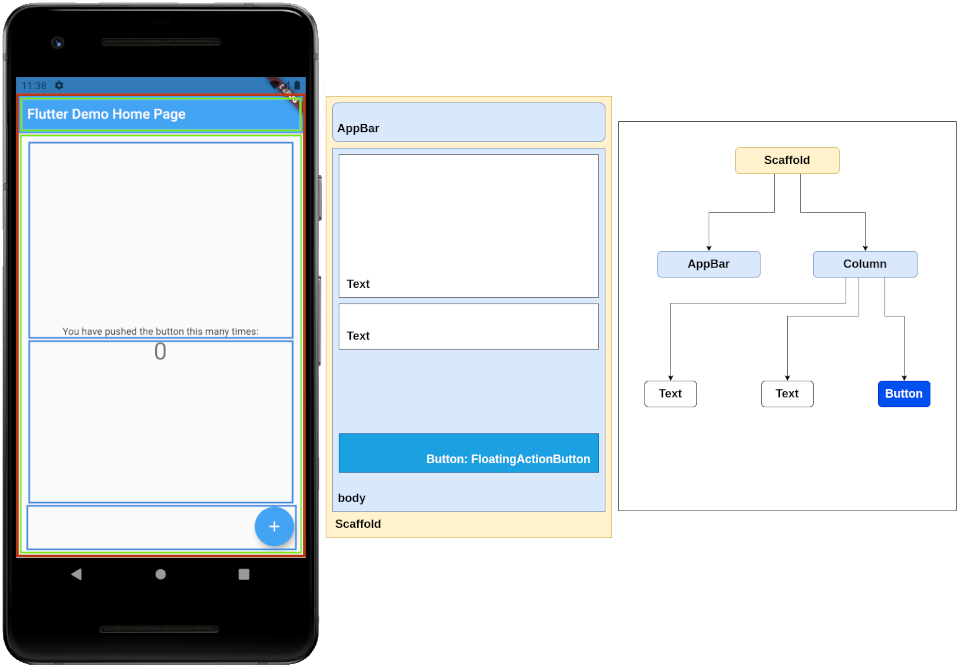 11:38
DEBUG
Flutter Demo Home Page
You have pushed the button this many times:
0
+
AppBar
Text
Text
Button: FloatingActionButton
body
Scaffold
Scaffold
AppBar
Column
Text
Text
Button